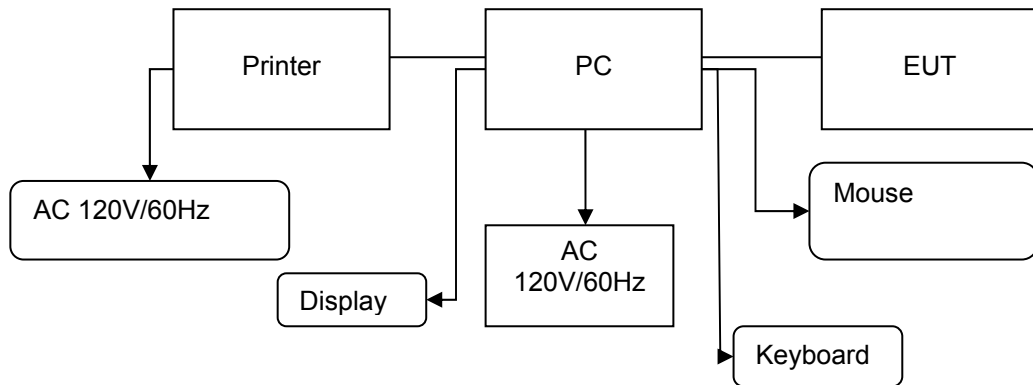 Printer
PC
EUT
AC 120V/60Hz
Mouse
AC
120V/60Hz
Display
Keyboard